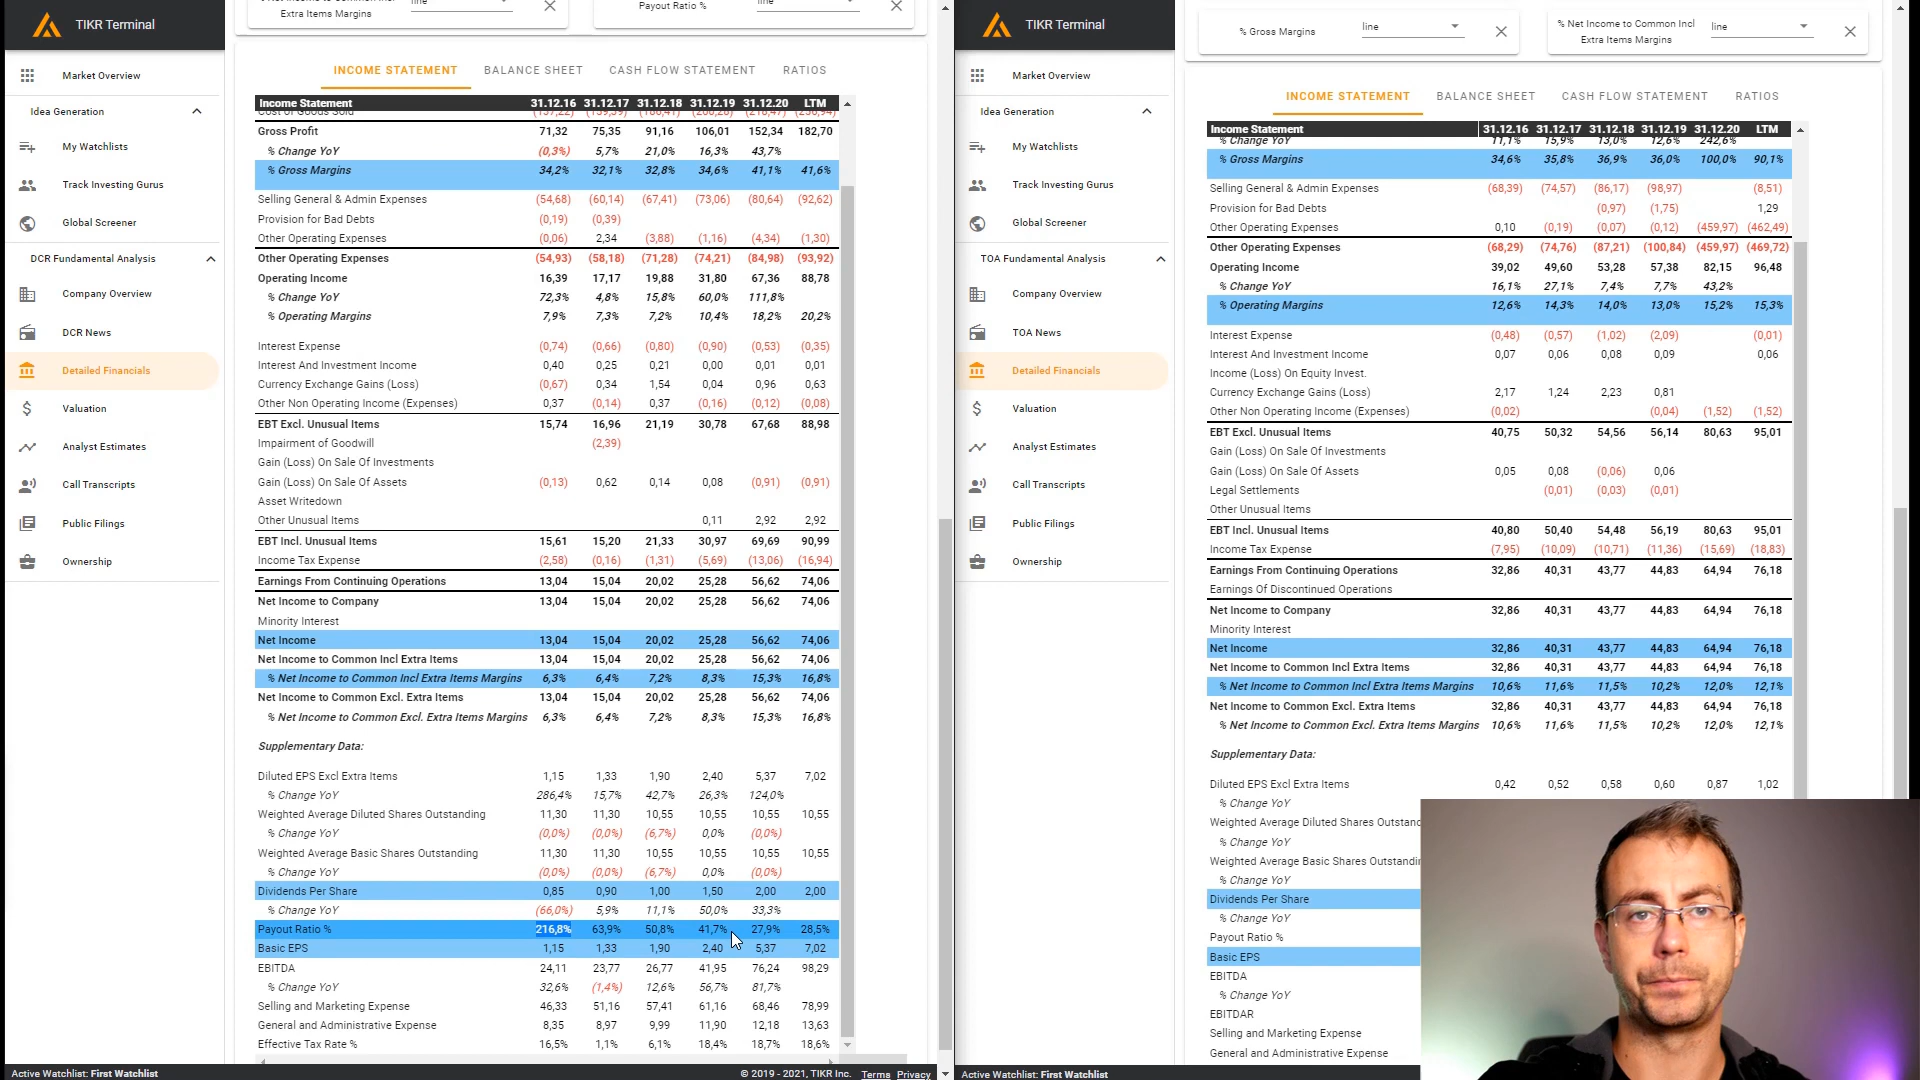 TIKR Terminal
Market Overview
Idea Generation
My Watchlists
Track Investing Gurus
Global Screener
DCR Fundamental Analysis
Company Overview
DCR News
Detailed Financials
Valuation
Analyst Estimates
Call Transcripts
Public Filings
Ownership
Active Watchlist: First Watchlist
Extra Items Margins
line
Payout Ratio %
line
INCOME STATEMENT BALANCE SHEET CASH FLOW STATEMENT RATIOS
Income Statement 31.12.16 31.12.17 31.12.18 31.12.19 31.12.20 LTM
Gross Profit 71,32 75,35 91,16 106,01 152,34 182,70
% Change YoY (0,3%) 5,7% 21,0% 16,3% 43,7%
% Gross Margins 34,2% 32,1% 32,8% 34,6% 41,1% 41,6%
Selling General & Admin Expenses (54,68) (60,14) (67,41) (73,06) (80,64) (92,62)
Provision for Bad Debts (0,19) (0,39)
Other Operating Expenses (0,06) 2,34 (3,88) (1,16) (4,34) (1,30)
Other Operating Expenses (54,93) (58,18) (71,28) (74,21) (84,98) (93,92)
Operating Income 16,39 17,17 19,88 31,80 67,36 88,78
% Change YoY 72,3% 4,8% 15,8% 60,0% 111,8%
% Operating Margins 7,9% 7,3% 7,2% 10,4% 18,2% 20,2%
Interest Expense (0,74) (0,66) (0,80) (0,90) (0,53) (0,35)
Interest And Investment Income 0,40 0,25 0,21 0,00 0,01 0,01
Currency Exchange Gains (Loss) (0,67) 0,34 1,54 0,04 0,96 0,63
Other Non Operating Income (Expenses) 0,37 (0,14) 0,37 (0,16) (0,12) (0,08)
EBT Excl. Unusual Items 15,74 16,96 21,19 30,78 67,68 88,98
Impairment of Goodwill (2,39)
Gain (Loss) On Sale Of Investments
Gain (Loss) On Sale Of Assets (0,13) 0,62 0,14 0,08 (0,91) (0,91)
Asset Writedown
Other Unusual Items 0,11 2,92 2,92
EBT Incl. Unusual Items 15,61 15,20 21,33 30,97 69,69 90,99
Income Tax Expense (2,58) (0,16) (1,31) (5,69) (13,06) (16,94)
Earnings From Continuing Operations 13,04 15,04 20,02 25,28 56,62 74,06
Net Income to Company 13,04 15,04 20,02 25,28 56,62 74,06
Minority Interest
Net Income 13,04 15,04 20,02 25,28 56,62 74,06
Net Income to Common Incl Extra Items 13,04 15,04 20,02 25,28 56,62 74,06
% Net Income to Common Incl Extra Items Margins 6,3% 6,4% 7,2% 8,3% 15,3% 16,8%
Net Income to Common Excl. Extra Items 13,04 15,04 20,02 25,28 56,62 74,06
% Net Income to Common Excl. Extra Items Margins 6,3% 6,4% 7,2% 8,3% 15,3% 16,8%
Supplementary Data:
Diluted EPS Excl Extra Items 1,15 1,33 1,90 2,40 5,37 7,02
% Change YoY 286,4% 15,7% 42,7% 26,3% 124,0%
Weighted Average Diluted Shares Outstanding 11,30 11,30 10,55 10,55 10,55 10,55
% Change YoY (0,0%) (0,0%) (6,7%) 0,0% (0,0%)
Weighted Average Basic Shares Outstanding 11,30 11,30 10,55 10,55 10,55 10,55
% Change YoY (0,0%) (0,0%) (6,7%) 0,0% (0,0%)
Dividends Per Share 0,85 0,90 1,00 1,50 2,00 2,00
% Change YoY (66,0%) 5,9% 11,1% 50,0% 33,3%
Payout Ratio % 216,8% 63,9% 50,8% 41,7% 27,9% 28,5%
Basic EPS 1,15 1,33 1,90 2,40 5,37 7,02
EBITDA 24,11 23,77 26,77 41,95 76,24 98,29
% Change YoY 32,6% (1,4%) 12,6% 56,7% 81,7%
Selling and Marketing Expense 46,33 51,16 57,41 61,16 68,46 78,99
General and Administrative Expense 8,35 8,97 9,99 11,90 12,18 13,63
Effective Tax Rate % 16,5% 1,1% 6,1% 18,4% 18,7% 18,6%
© 2019 - 2021, TIKR Inc. Terms Privacy
TIKR Terminal
Market Overview
Idea Generation
My Watchlists
Track Investing Gurus
Global Screener
TOA Fundamental Analysis
Company Overview
TOA News
Detailed Financials
Valuation
Analyst Estimates
Call Transcripts
Public Filings
Ownership
Active Watchlist: First Watchlist
% Gross Margins
line
% Net Income to Common Incl
Extra Items Margins
line
INCOME STATEMENT BALANCE SHEET CASH FLOW STATEMENT RATIOS
Income Statement 31.12.16 31.12.17 31.12.18 31.12.19 31.12.20 LTM
% Change YoY 11,1% 15,9% 13,0% 12,6% 242,6%
% Gross Margins 34,6% 35,8% 36,9% 36,0% 100,0% 90,1%
Selling General & Admin Expenses (68,39) (74,57) (86,17) (98,97) (8,51)
Provision for Bad Debts (0,97) (1,75) 1,29
Other Operating Expenses 0,10 (0,19) (0,07) (0,12) (459,97) (462,49)
Other Operating Expenses (68,29) (74,76) (87,21) (100,84) (459,97) (469,72)
Operating Income 39,02 49,60 53,28 57,38 82,15 96,48
% Change YoY 16,1% 27,1% 7,4% 7,7% 43,2%
% Operating Margins 12,6% 14,3% 14,0% 13,0% 15,2% 15,3%
Interest Expense (0,48) (0,57) (1,02) (2,09) (0,01)
Interest And Investment Income 0,07 0,06 0,08 0,09 0,06
Income (Loss) On Equity Invest.
Currency Exchange Gains (Loss) 2,17 1,24 2,23 0,81
Other Non Operating Income (Expenses) (0,02) (0,04) (1,52) (1,52)
EBT Excl. Unusual Items 40,75 50,32 54,56 56,14 80,63 95,01
Gain (Loss) On Sale Of Investments
Gain (Loss) On Sale Of Assets 0,05 0,08 (0,06) 0,06
Legal Settlements (0,01) (0,03) (0,01)
Other Unusual Items
EBT Incl. Unusual Items 40,80 50,40 54,48 56,19 80,63 95,01
Income Tax Expense (7,95) (10,09) (10,71) (11,36) (15,69) (18,83)
Earnings From Continuing Operations 32,86 40,31 43,77 44,83 64,94 76,18
Earnings Of Discontinued Operations
Net Income to Company 32,86 40,31 43,77 44,83 64,94 76,18
Minority Interest
Net Income 32,86 40,31 43,77 44,83 64,94 76,18
Net Income to Common Incl Extra Items 32,86 40,31 43,77 44,83 64,94 76,18
% Net Income to Common Incl Extra Items Margins 10,6% 11,6% 11,5% 10,2% 12,0% 12,1%
Net Income to Common Excl. Extra Items 32,86 40,31 43,77 44,83 64,94 76,18
% Net Income to Common Excl. Extra Items Margins 10,6% 11,6% 11,5% 10,2% 12,0% 12,1%
Supplementary Data:
Diluted EPS Excl Extra Items 0,42 0,52 0,58 0,60 0,87 1,02
% Change YoY
Weighted Average Diluted Shares
% Change YoY
Weighted Average Basic Shares
% Change YoY
Dividends Per Share
% Change YoY
Payout Ratio %
Basic EPS
EBITDA
% Change YoY
EBITDAR
Selling and Marketing Expense
General and Administrative Expense